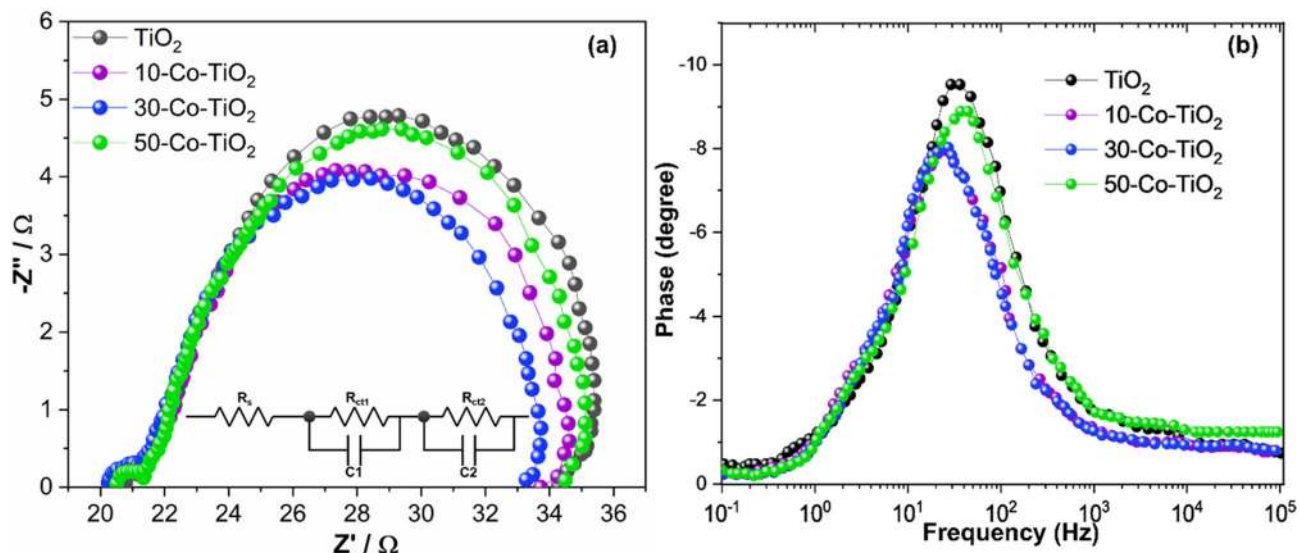 (a)
TiO₂
10-Co-TiO₂
30-Co-TiO₂
50-Co-TiO₂
-Z'' / Ω
6
5
4
3
2
1
0
Rs
Rct1
Rct2
C1
C2
20 22 24 26 28 30 32 34 36
Z' / Ω
(b)
TiO₂
10-Co-TiO₂
30-Co-TiO₂
50-Co-TiO₂
Phase (degree)
-10
-8
-6
-4
-2
0
10⁻¹ 10⁰ 10¹ 10² 10³ 10⁴ 10⁵
Frequency (Hz)